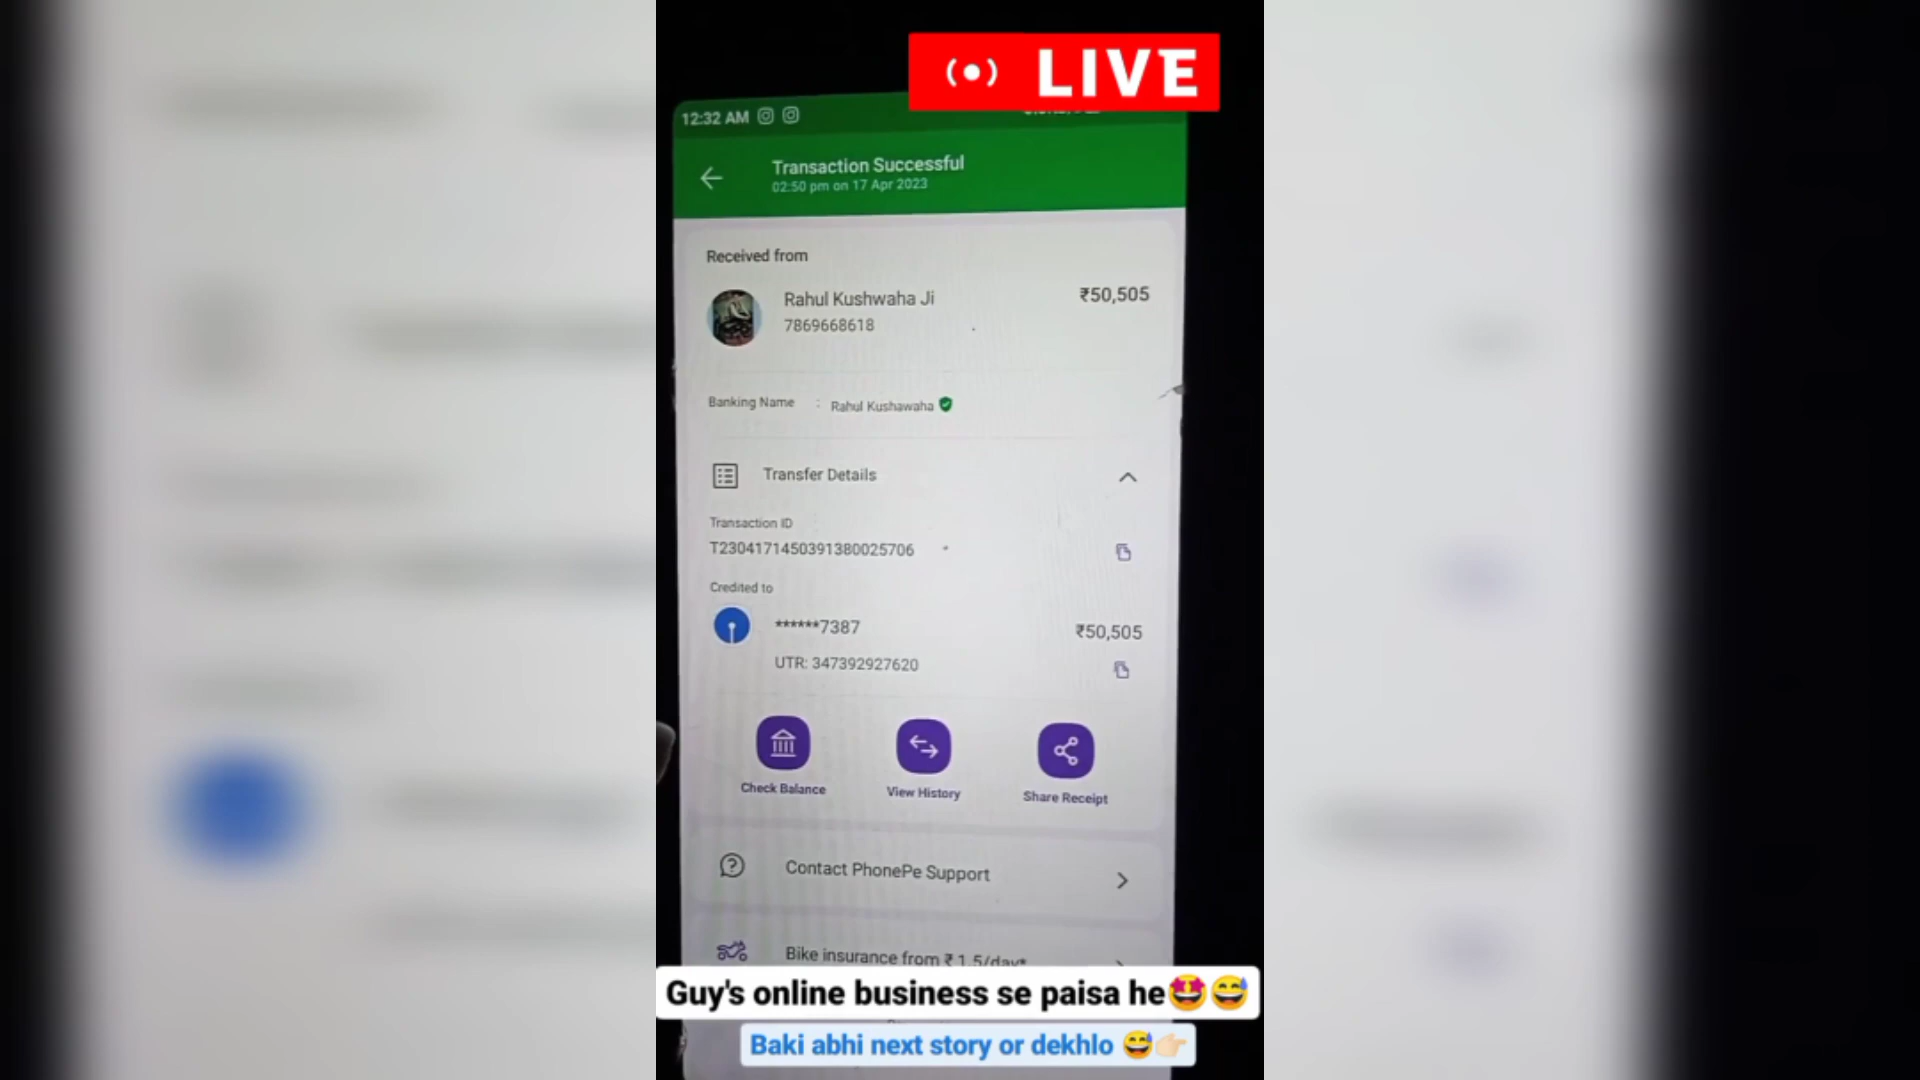 LIVE
12:32 AM
Transaction Successful
02:50 pm on 17 Apr 2023
Received from
Rahul Kushwaha Ji
₹50,505
7869668618
Banking Name : Rahul Kushawaha
Transfer Details
Transaction ID
T2304171450391380025706
Credited to
******7387
₹50,505
UTR: 347392927620
Check Balance
View History
Share Receipt
Contact PhonePe Support
Bike insurance from ₹ 1.5/day*
Guy's online business se paisa he🤩😅
Baki abhi next story or dekhlo 😅👉🏻